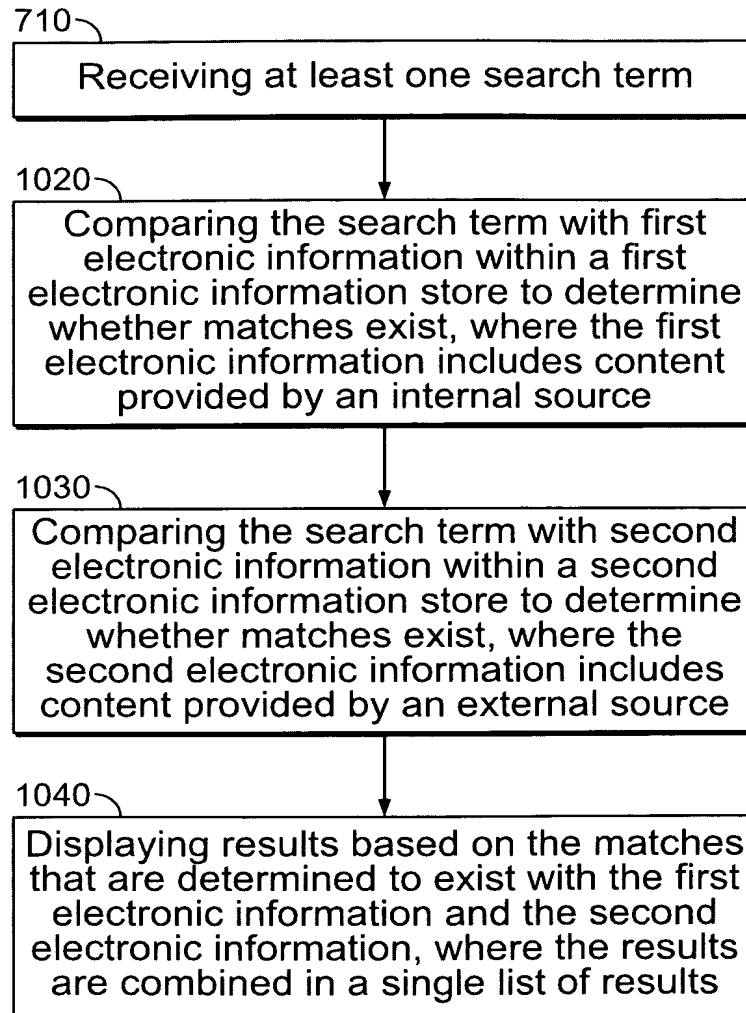 710
Receiving at least one search term
1020
Comparing the search term with first
electronic information within a first
electronic information store to determine
whether matches exist, where the first
electronic information includes content
provided by an internal source
1030
Comparing the search term with second
electronic information within a second
electronic information store to determine
whether matches exist, where the
second electronic information includes
content provided by an external source
1040
Displaying results based on the matches
that are determined to exist with the first
electronic information and the second
electronic information, where the results
are combined in a single list of results